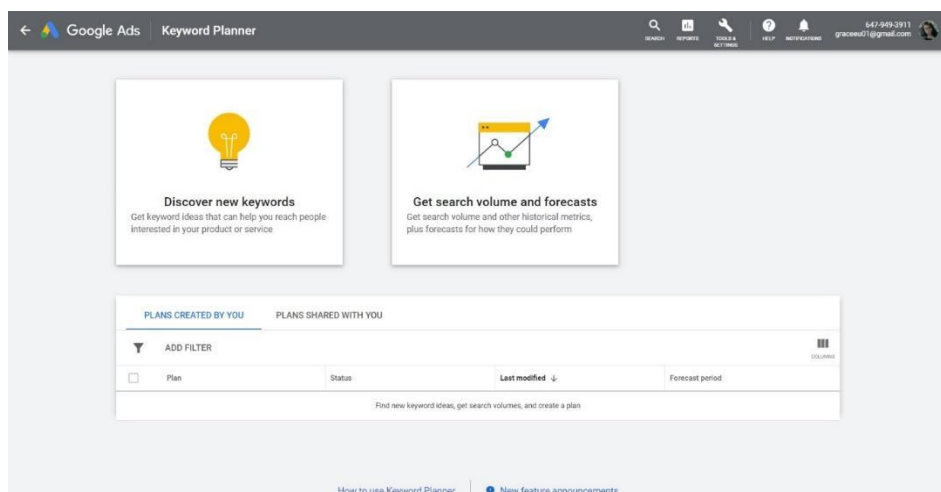 Google Ads Keyword Planner
SEARCH REPORTS TOOLS & SETTINGS HELP NOTIFICATIONS
647-949-3911
graceeu01@gmail.com
Discover new keywords
Get keyword ideas that can help you reach people
interested in your product or service
Get search volume and forecasts
Get search volume and other historical metrics,
plus forecasts for how they could perform
PLANS CREATED BY YOU PLANS SHARED WITH YOU
ADD FILTER
COLUMNS
Plan Status Last modified Forecast period
Find new keyword ideas, get search volumes, and create a plan
How to use Keyword Planner New feature announcements